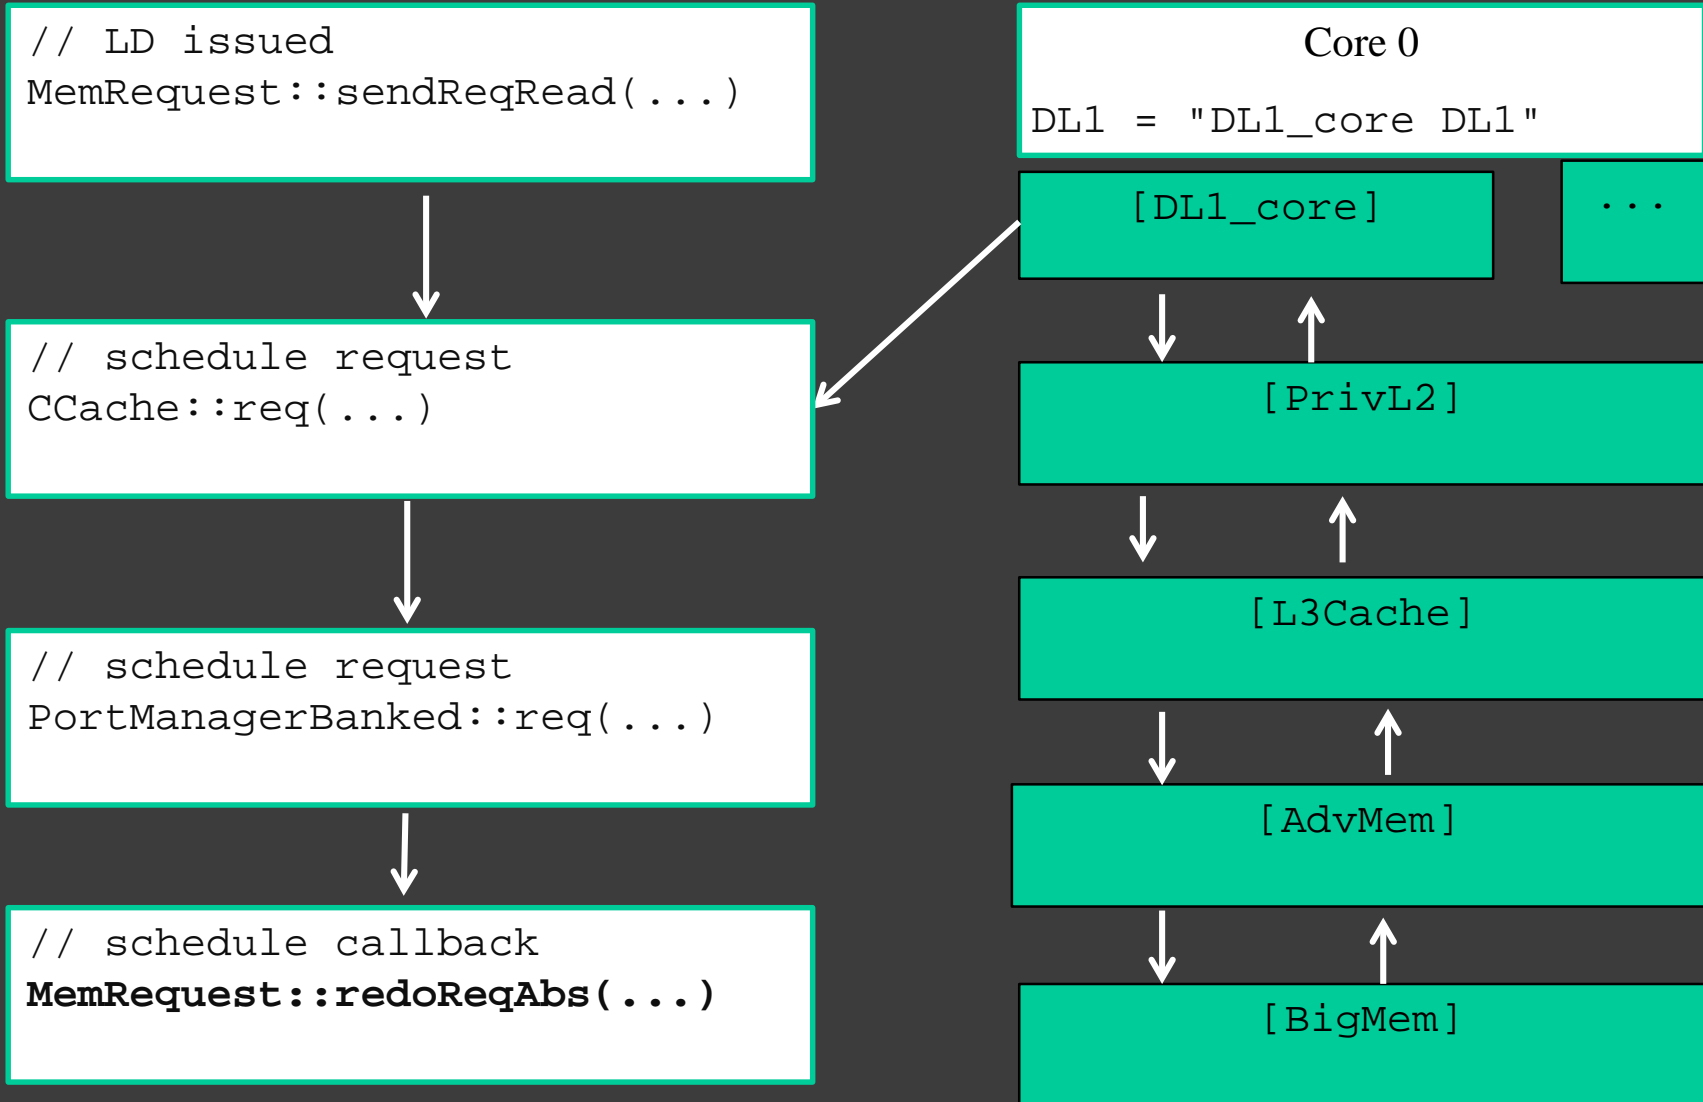 // LD issued
MemRequest::sendReqRead(...)
// schedule request
CCache::req(...)
// schedule request
PortManagerBanked::req(...)
// schedule callback
MemRequest::redoReqAbs(...)
Core 0
DL1 = "DL1_core DL1"
[DL1_core]
...
[PrivL2]
[L3Cache]
[AdvMem]
[BigMem]